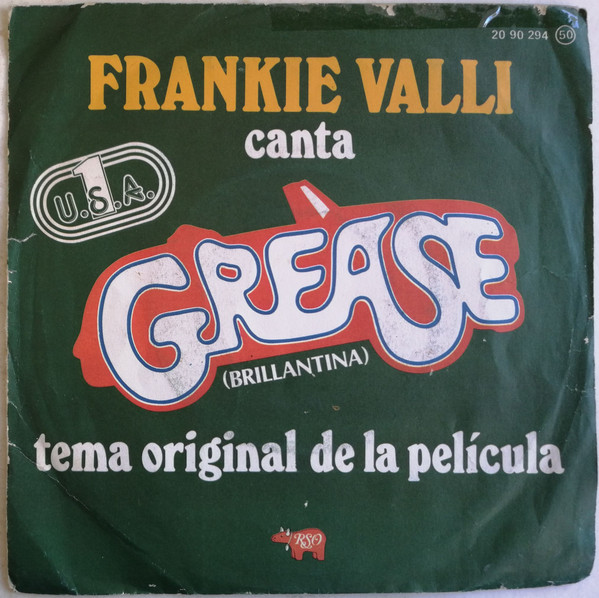 20 90 294 50
FRANKIE VALLI
canta
1
U.S.A.
GREASE
(BRILLANTINA)
tema original de la película
RSO